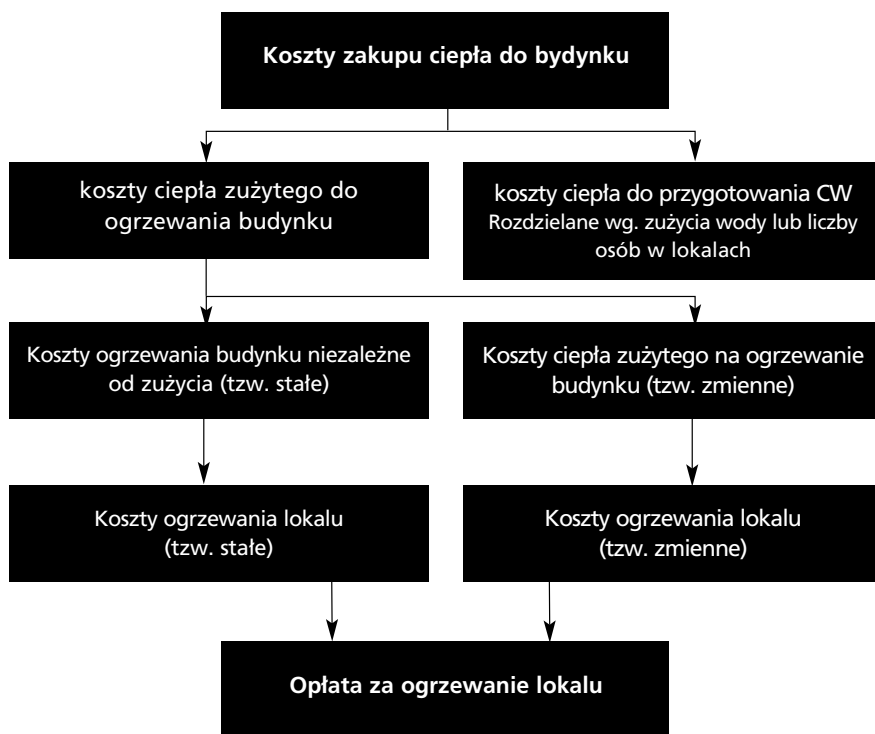 Koszty zakupu ciepła do bydynku
koszty ciepła zużytego do
ogrzewania budynku
koszty ciepła do przygotowania CW
Rozdzielane wg. zużycia wody lub liczby
osób w lokalach
Koszty ogrzewania budynku niezależne
od zużycia (tzw. stałe)
Koszty ciepła zużytego na ogrzewanie
budynku (tzw. zmienne)
Koszty ogrzewania lokalu
(tzw. stałe)
Koszty ogrzewania lokalu
(tzw. zmienne)
Opłata za ogrzewanie lokalu